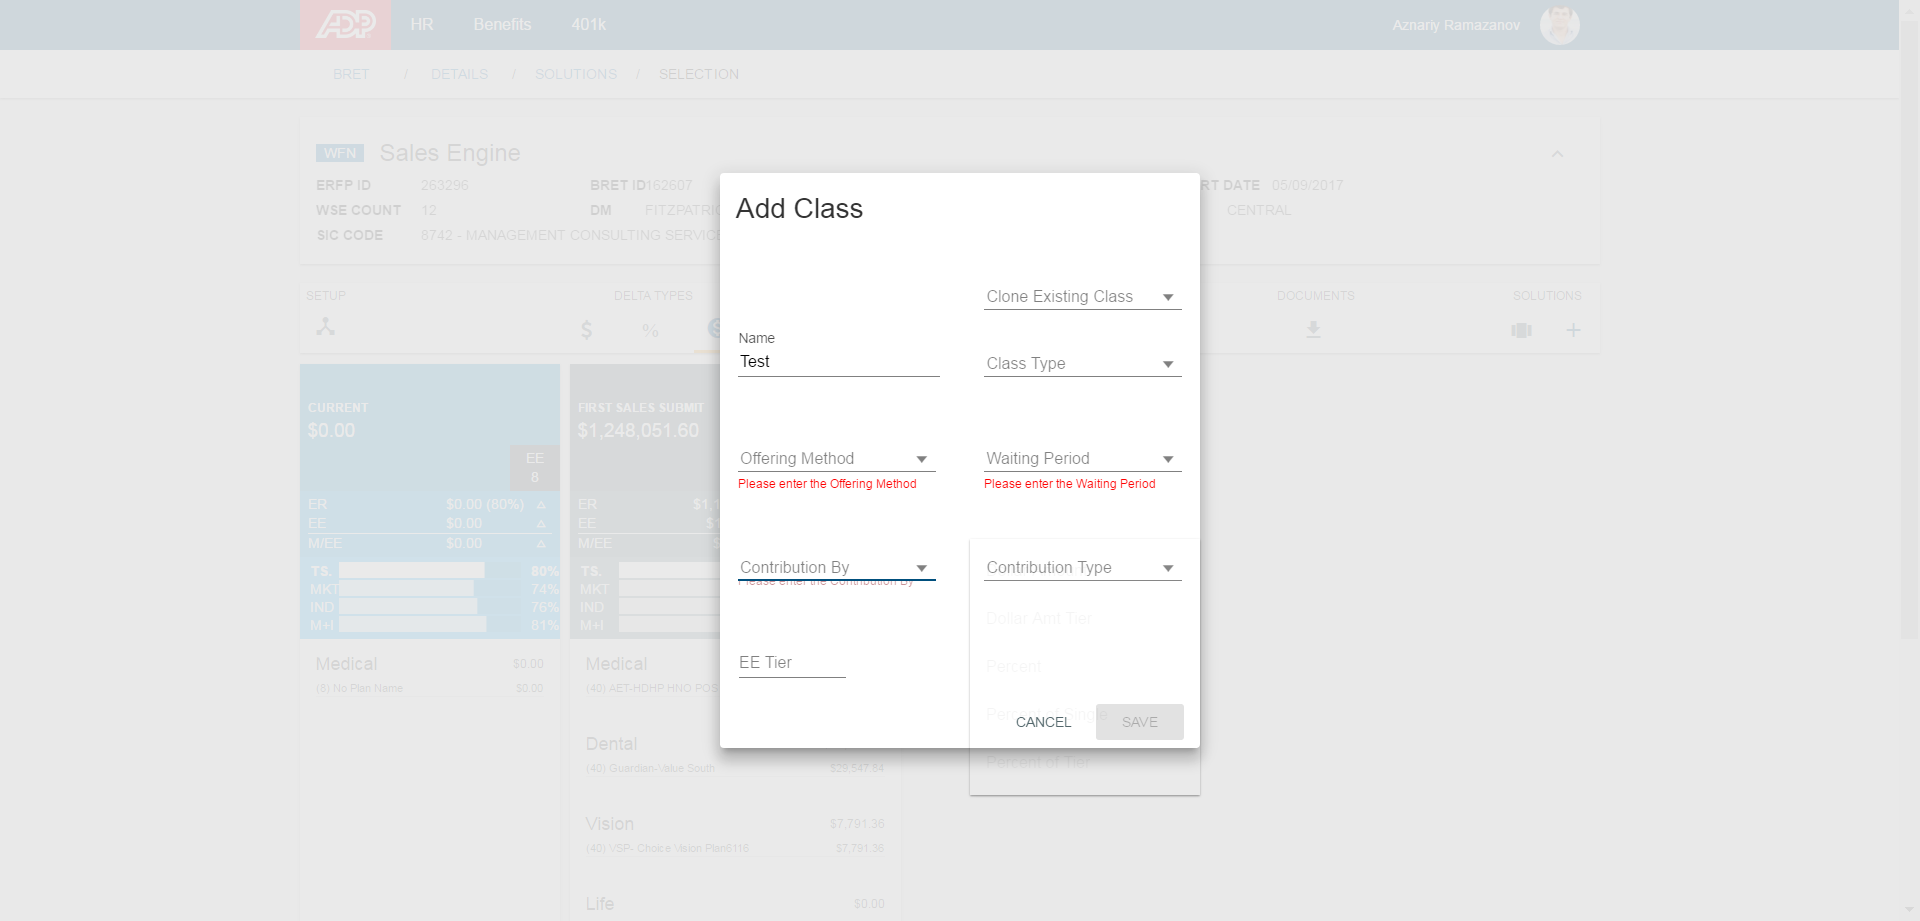 ADP HR Benefits 401k Aznariy Ramazanov
BRET / DETAILS / SOLUTIONS / SELECTION
WFN Sales Engine
ERFP ID 263296 BRET ID 162607 RT DATE 05/09/2017
WSE COUNT 12 DM FITZPATRIC CENTRAL
SIC CODE 8742 - MANAGEMENT CONSULTING SERVICE
SETUP DELTA TYPES DOCUMENTS SOLUTIONS
$ % $ +
Add Class
Clone Existing Class
Name
Test
Class Type
Offering Method
Please enter the Offering Method
Waiting Period
Please enter the Waiting Period
Contribution By
Please enter the Contribution By
Contribution Type
Dollar Amt Tier
Percent
Percent of Single
Percent of Tier
EE Tier
CANCEL SAVE
CURRENT
$0.00
EE
8
ER $0.00 (80%)
EE $0.00
M/EE $0.00
TS. 80%
MKT 74%
IND 76%
M+I 81%
Medical $0.00
(8) No Plan Name $0.00
FIRST SALES SUBMIT
$1,248,051.60
ER $1,1
EE $1
M/EE $
TS.
MKT
IND
M+I
Medical
(40) AET-HDHP HNO POS
Dental
(40) Guardian-Value South $29,547.84
Vision $7,791.36
(40) VSP- Choice Vision Plan6118 $7,791.36
Life $0.00